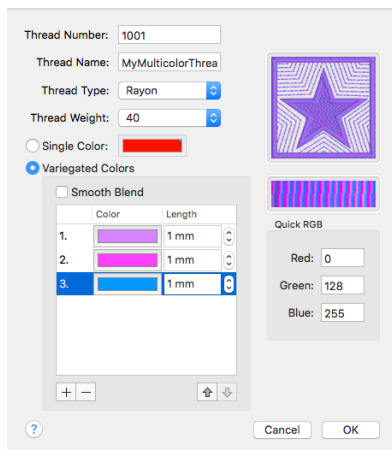 Thread Number: 1001
Thread Name: MyMulticolorThrea
Thread Type: Rayon
Thread Weight: 40
Single Color:
Variegated Colors
Smooth Blend
Color Length
1. 1 mm
2. 1 mm
3. 1 mm
+ −
Quick RGB
Red: 0
Green: 128
Blue: 255
? Cancel OK